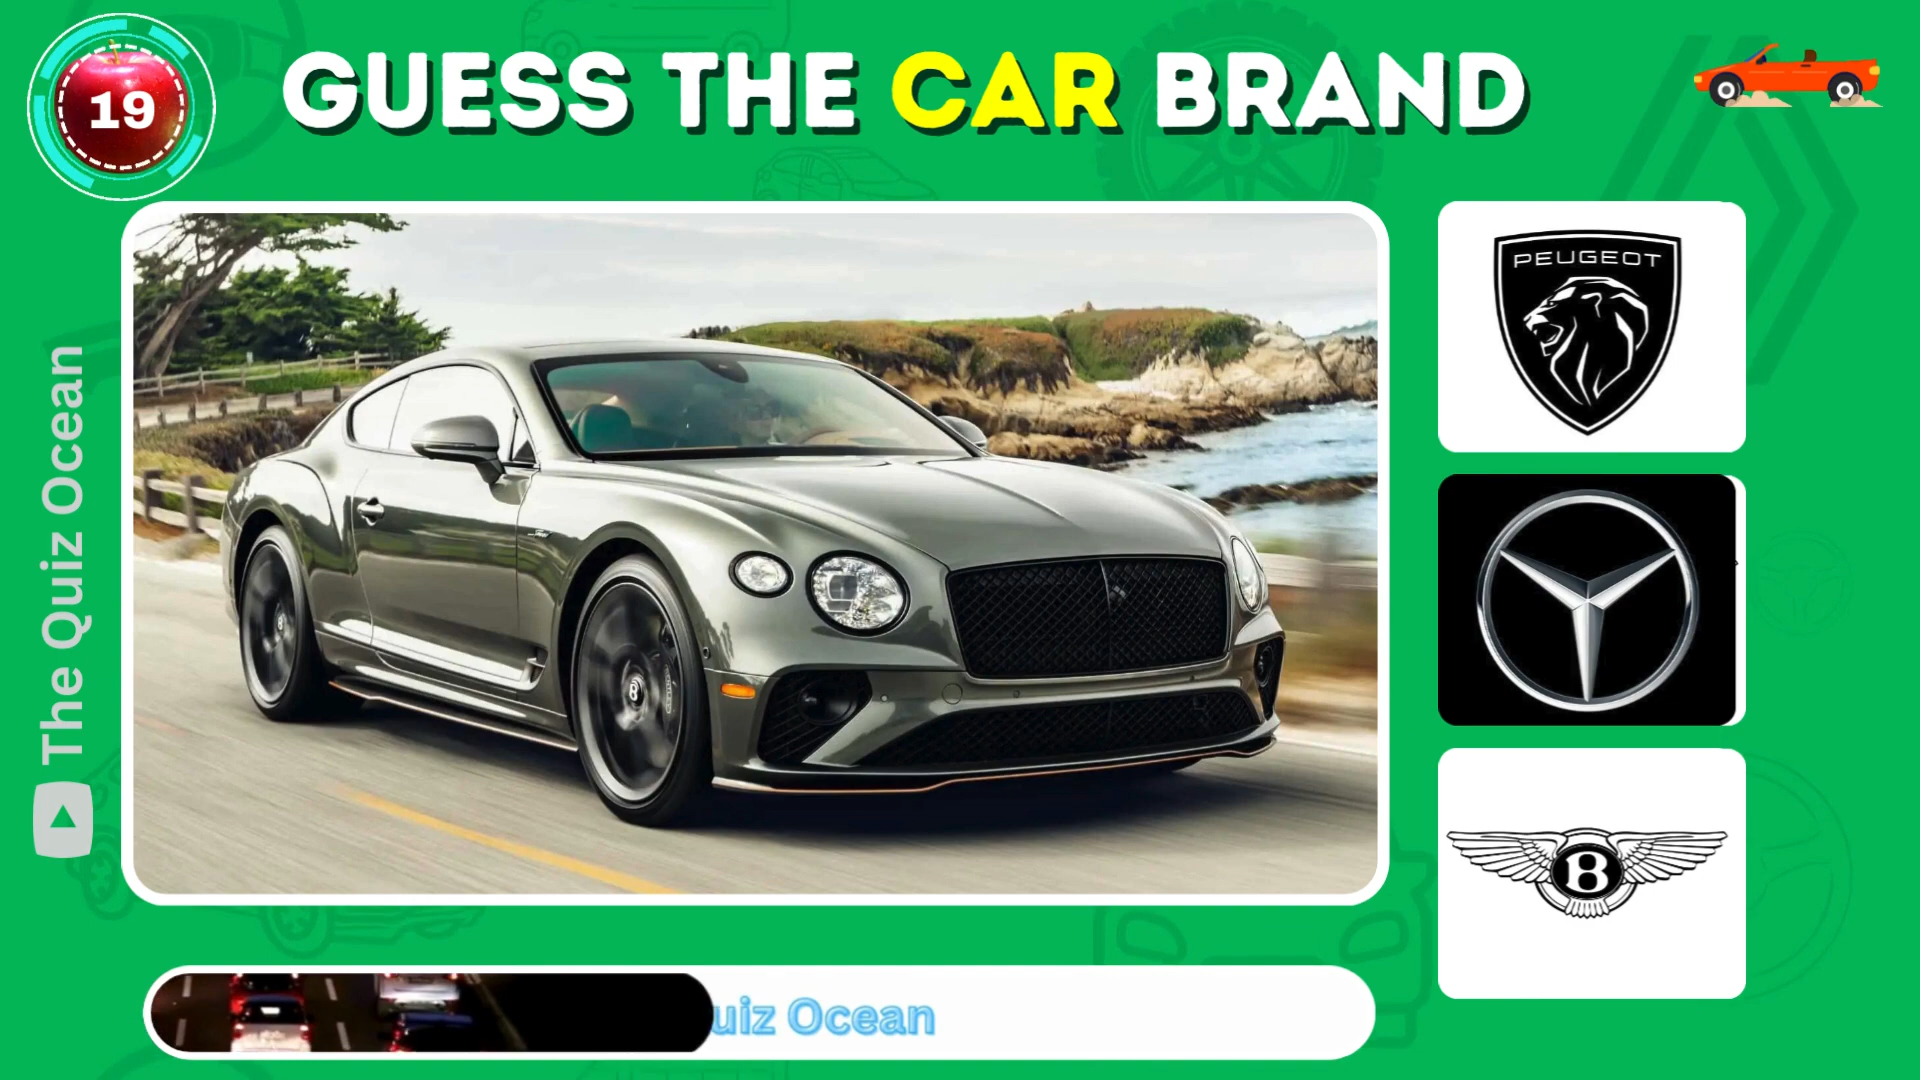 19
GUESS THE CAR BRAND
The Quiz Ocean
PEUGEOT
B
B
B
uiz Ocean